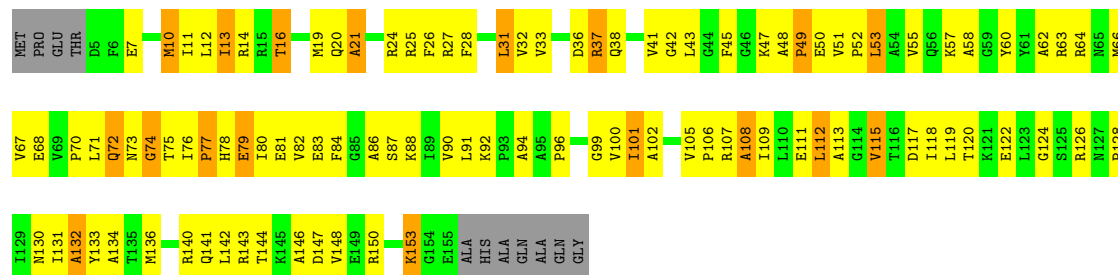 MET PRO GLU THR D5 F6 E7 M10 I11 L12 I13 R14 R15 T16 M19 Q20 A21 R24 R25 F26 R27 F28 L31 V32 V33 D36 R37 Q38 V41 G42 L43 G44 F45 G46 K47 A48 P49 E50 V51 P52 L53 A54 V55 Q56 K57 A58 G59 Y60 Y61 A62 R63 R64 N65 M66
V67 E68 V69 P70 L71 Q72 N73 G74 T75 I76 P77 H78 E79 I80 E81 V82 E83 F84 G85 A86 S87 K88 I89 V90 L91 K92 P93 A94 A95 P96 G99 V100 I101 A102 V105 P106 R107 A108 I109 L110 E111 L112 A113 G114 V115 T116 D117 I118 L119 T120 K121 E122 L123 G124 S125 R126 N127
I129 N130 I131 A132 Y133 A134 T135 M136 R140 Q141 L142 R143 T144 K145 A146 D147 V148 E149 R150 K153 G154 E155 ALA HIS ALA GLN ALA ALA GLN GLY